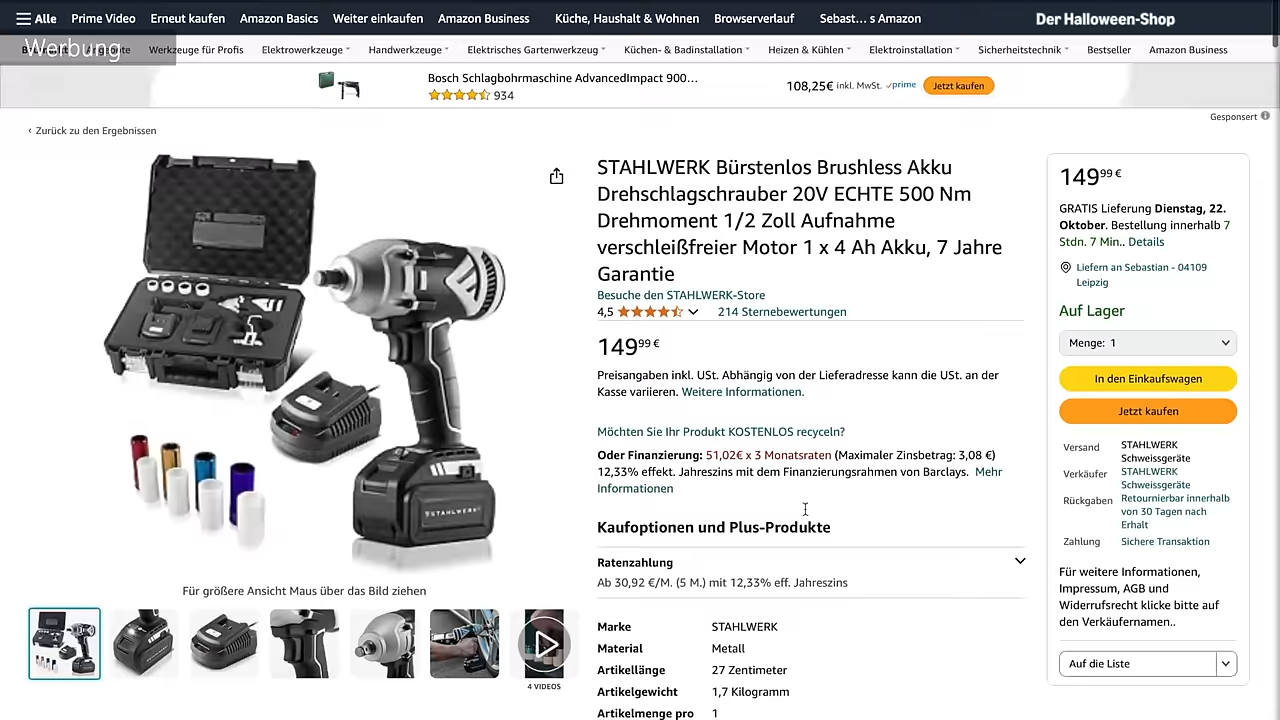 Alle Prime Video Erneut kaufen Amazon Basics Weiter einkaufen Amazon Business Küche, Haushalt & Wohnen Browserverlauf Sebast... s Amazon Der Halloween-Shop
Werbung
Werkzeuge für Profis Elektrowerkzeuge Handwerkzeuge Elektrisches Gartenwerkzeug Küchen- & Badinstallation Heizen & Kühlen Elektroinstallation Sicherheitstechnik Bestseller Amazon Business
Bosch Schlagbohrmaschine AdvancedImpact 900...
934
108,25€ inkl. MwSt. prime Jetzt kaufen
Gesponsert
‹ Zurück zu den Ergebnissen
STAHLWERK Bürstenlos Brushless Akku
Drehschlagschrauber 20V ECHTE 500 Nm
Drehmoment 1/2 Zoll Aufnahme
verschleißfreier Motor 1 x 4 Ah Akku, 7 Jahre
Garantie
Besuche den STAHLWERK-Store
4,5 214 Sternebewertungen
149 99 €
Preisangaben inkl. USt. Abhängig von der Lieferadresse kann die USt. an der
Kasse variieren. Weitere Informationen.
Möchten Sie Ihr Produkt KOSTENLOS recyceln?
Oder Finanzierung: 51,02€ x 3 Monatsraten (Maximaler Zinsbetrag: 3,08 €)
12,33% effekt. Jahreszins mit dem Finanzierungsrahmen von Barclays. Mehr
Informationen
Kaufoptionen und Plus-Produkte
Ratenzahlung
Ab 30,92 €/M. (5 M.) mit 12,33% eff. Jahreszins
Marke STAHLWERK
Material Metall
Artikellänge 27 Zentimeter
Artikelgewicht 1,7 Kilogramm
Artikelmenge pro 1
STAHLWERK
Für größere Ansicht Maus über das Bild ziehen
4 VIDEOS
149 99 €
GRATIS Lieferung Dienstag, 22.
Oktober. Bestellung innerhalb 7
Stdn. 7 Min.. Details
Liefern an Sebastian - 04109
Leipzig
Auf Lager
Menge: 1
In den Einkaufswagen
Jetzt kaufen
Versand STAHLWERK
Schweissgeräte
Verkäufer STAHLWERK
Schweissgeräte
Rückgaben Retournierbar innerhalb
von 30 Tagen nach
Erhalt
Zahlung Sichere Transaktion
Für weitere Informationen,
Impressum, AGB und
Widerrufsrecht klicke bitte auf
den Verkäufernamen..
Auf die Liste